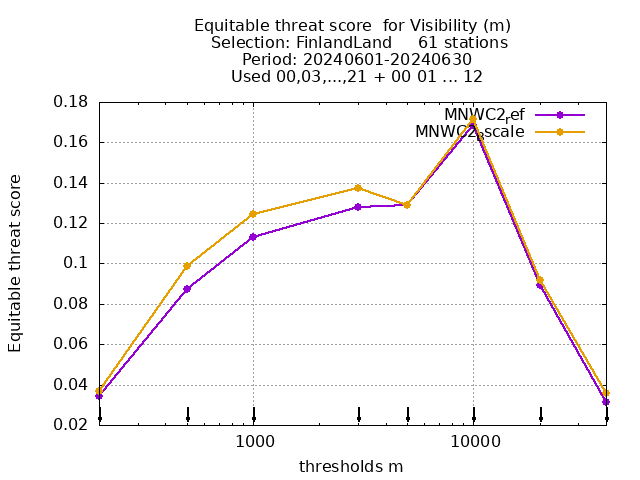 Equitable threat score  for Visibility (m)
Selection: FinlandLand     61 stations
Period: 20240601-20240630
Used 00,03,...,21 + 00 01 ... 12
MNWC2ref
MNWC2pscale
Equitable threat score
0.18
0.16
0.14
0.12
0.1
0.08
0.06
0.04
0.02
1000
10000
thresholds m